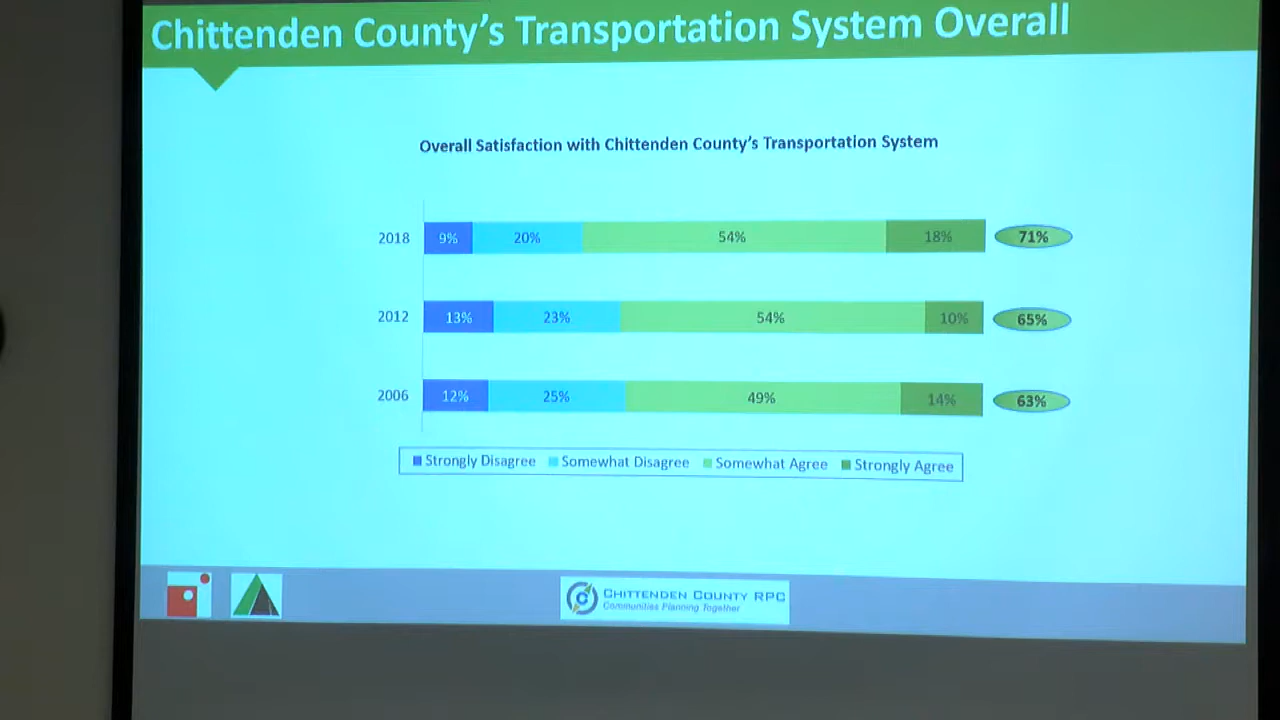 Chittenden County's Transportation System Overall
Overall Satisfaction with Chittenden County's Transportation System
2018 9% 20% 54% 18% 71%
2012 13% 23% 54% 10% 65%
2006 12% 25% 49% 14% 63%
Strongly Disagree Somewhat Disagree Somewhat Agree Strongly Agree
CHITTENDEN COUNTY RPC
Communities Planning Together